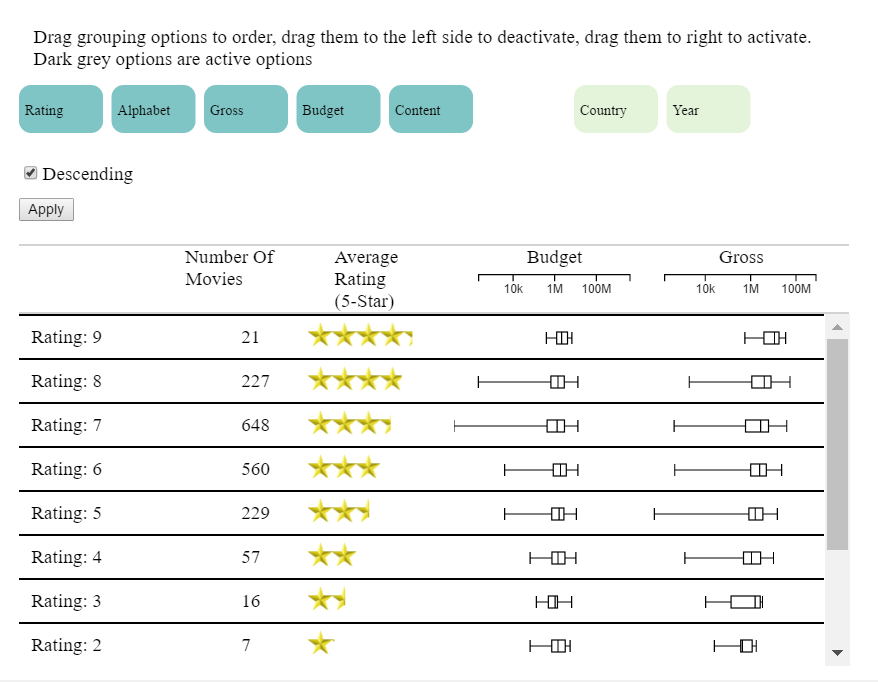 Drag grouping options to order, drag them to the left side to deactivate, drag them to right to activate.
Dark grey options are active options
Rating Alphabet Gross Budget Content Country Year
Descending
Apply
Number Of Movies Average Rating (5-Star) Budget Gross
10k 1M 100M 10k 1M 100M
Rating: 9 21
Rating: 8 227
Rating: 7 648
Rating: 6 560
Rating: 5 229
Rating: 4 57
Rating: 3 16
Rating: 2 7